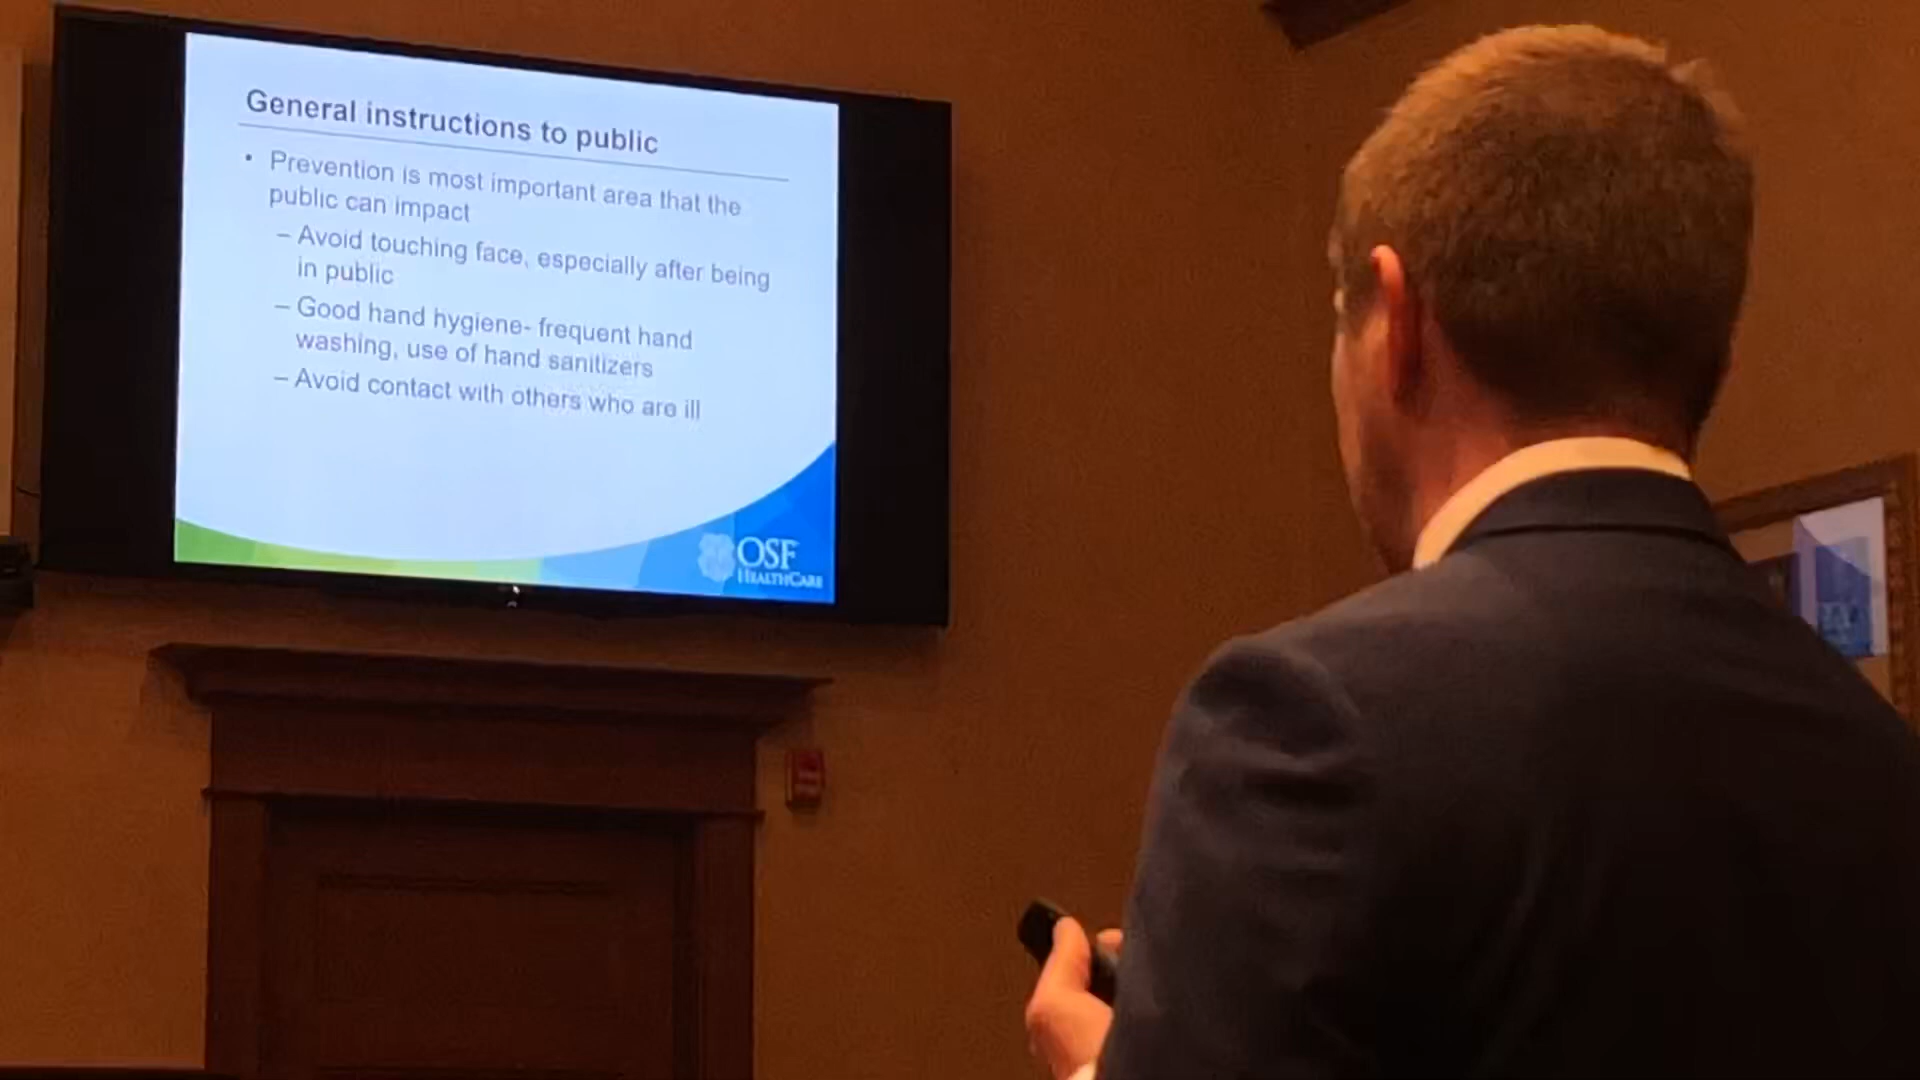 General instructions to public
• Prevention is most important area that the
public can impact
– Avoid touching face, especially after being
in public
– Good hand hygiene- frequent hand
washing, use of hand sanitizers
– Avoid contact with others who are ill
OSF
HEALTHCARE